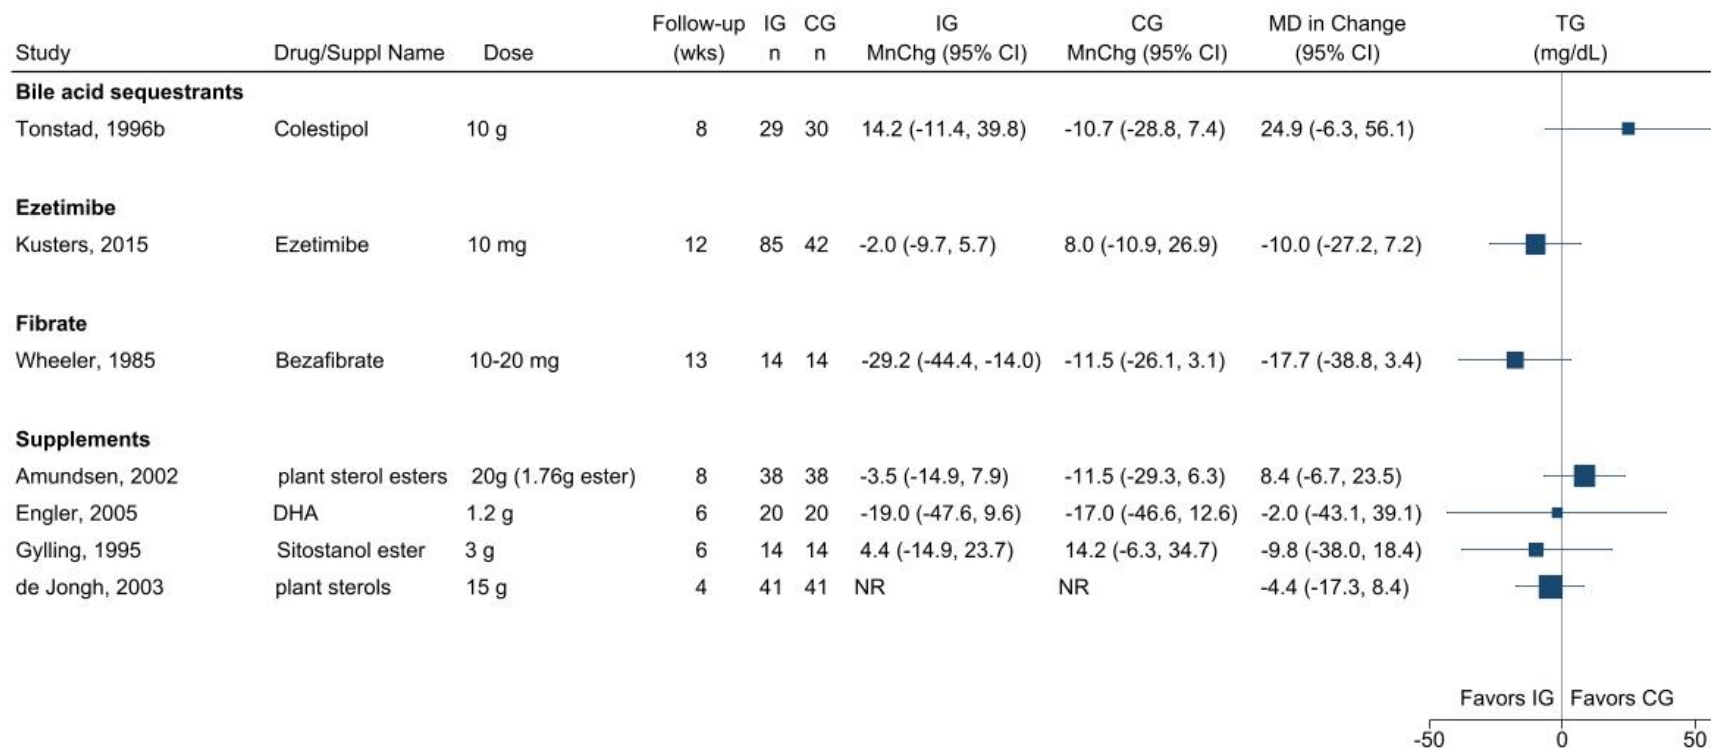 Follow-up IG CG IG CG MD in Change TG
Study Drug/Suppl Name Dose (wks) n n MnChg (95% CI) MnChg (95% CI) (95% CI) (mg/dL)
Bile acid sequestrants
Tonstad, 1996b Colestipol 10 g 8 29 30 14.2 (-11.4, 39.8) -10.7 (-28.8, 7.4) 24.9 (-6.3, 56.1)
Ezetimibe
Kusters, 2015 Ezetimibe 10 mg 12 85 42 -2.0 (-9.7, 5.7) 8.0 (-10.9, 26.9) -10.0 (-27.2, 7.2)
Fibrate
Wheeler, 1985 Bezafibrate 10-20 mg 13 14 14 -29.2 (-44.4, -14.0) -11.5 (-26.1, 3.1) -17.7 (-38.8, 3.4)
Supplements
Amundsen, 2002 plant sterol esters 20g (1.76g ester) 8 38 38 -3.5 (-14.9, 7.9) -11.5 (-29.3, 6.3) 8.4 (-6.7, 23.5)
Engler, 2005 DHA 1.2 g 6 20 20 -19.0 (-47.6, 9.6) -17.0 (-46.6, 12.6) -2.0 (-43.1, 39.1)
Gylling, 1995 Sitostanol ester 3 g 6 14 14 4.4 (-14.9, 23.7) 14.2 (-6.3, 34.7) -9.8 (-38.0, 18.4)
de Jongh, 2003 plant sterols 15 g 4 41 41 NR NR -4.4 (-17.3, 8.4)
Favors IG Favors CG
-50 0 50